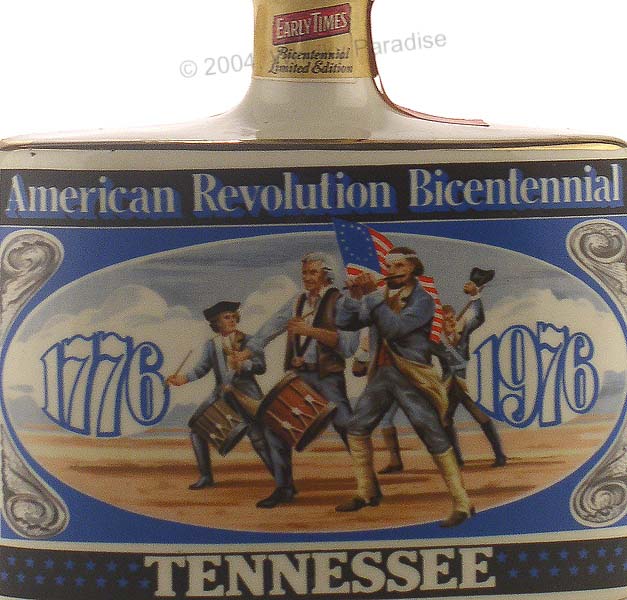 EARLY TIMES
Bicentennial
Limited Edition
© 2004 Paradise
American Revolution Bicentennial
1776 1976
TENNESSEE